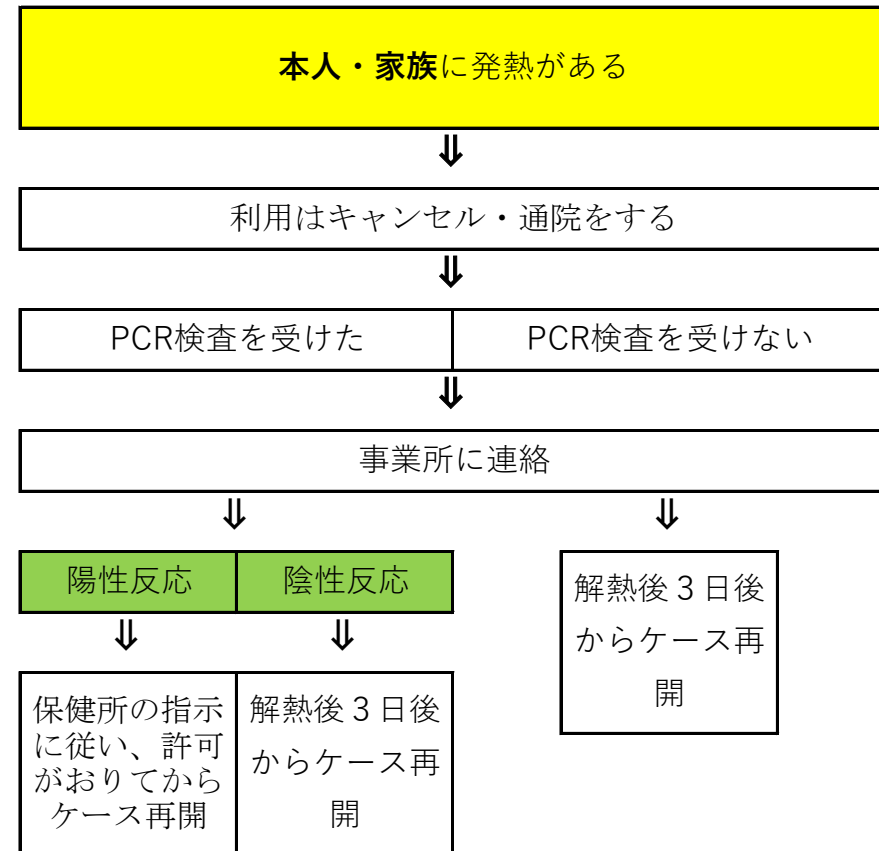 本人・家族に発熱がある
⇓
利用はキャンセル・通院をする
⇓
PCR検査を受けた
PCR検査を受けない
⇓
事業所に連絡
⇓
⇓
陽性反応
陰性反応
⇓
⇓
保健所の指示
に従い、許可
がおりてから
ケース再開
解熱後３日後
からケース再
開
解熱後３日後
からケース再
開